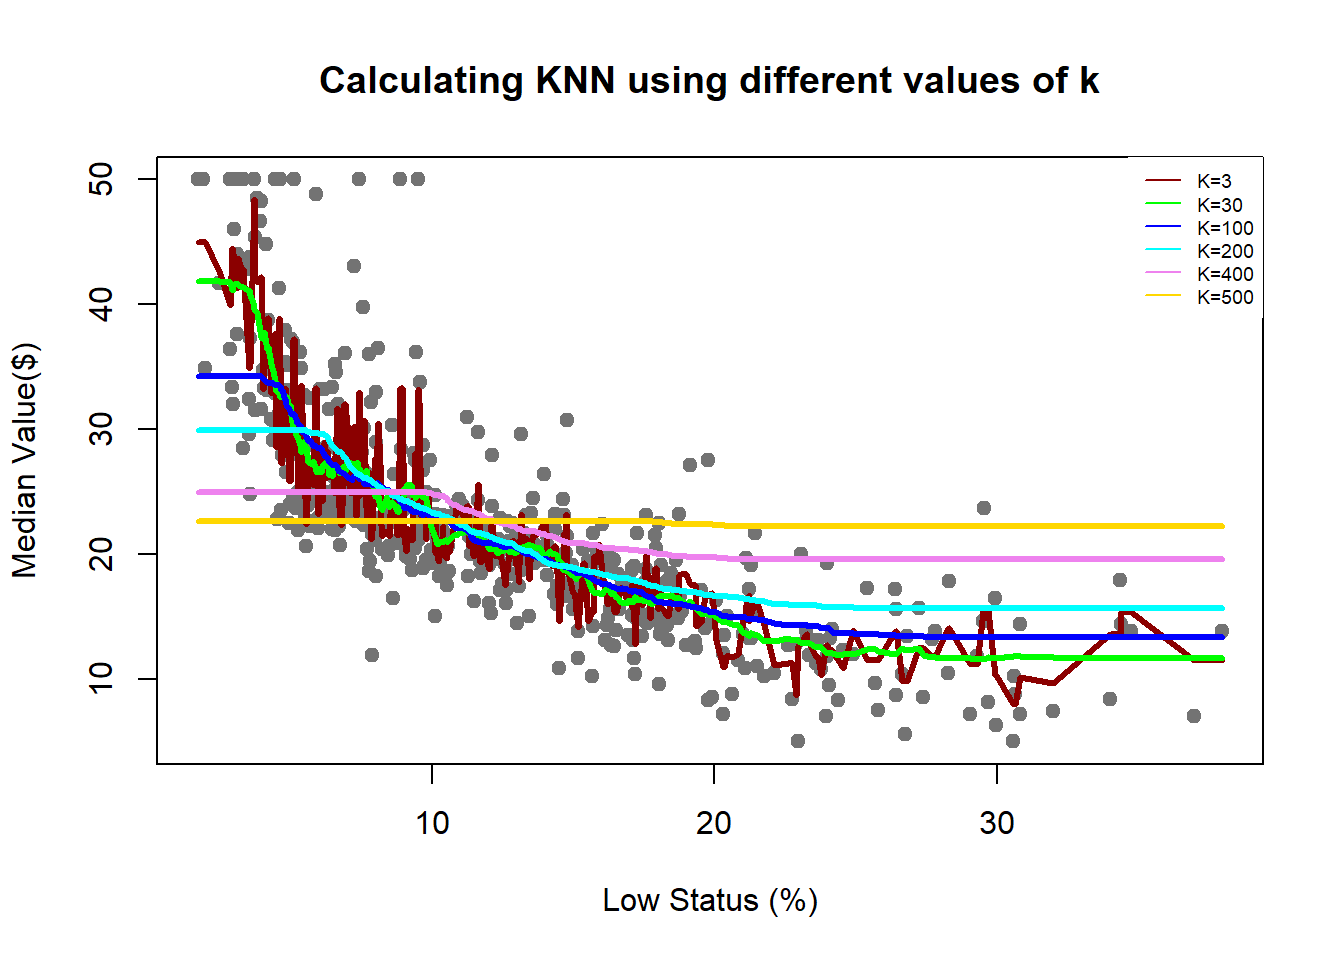 Calculating KNN using different values of k
Median Value($)
50
40
30
20
10
K=3
K=30
K=100
K=200
K=400
K=500
10 20 30
Low Status (%)